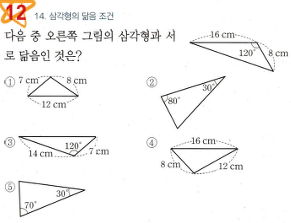 12 14. 삼각형의 닮음 조건
다음 중 오른쪽 그림의 삼각형과 서
로 닮음인 것은?
16 cm
120° 8 cm
① 7 cm 8 cm
12 cm
② 30°
80°
③ 120°
14 cm 7 cm
④ 16 cm
8 cm 12 cm
⑤ 30°
70°